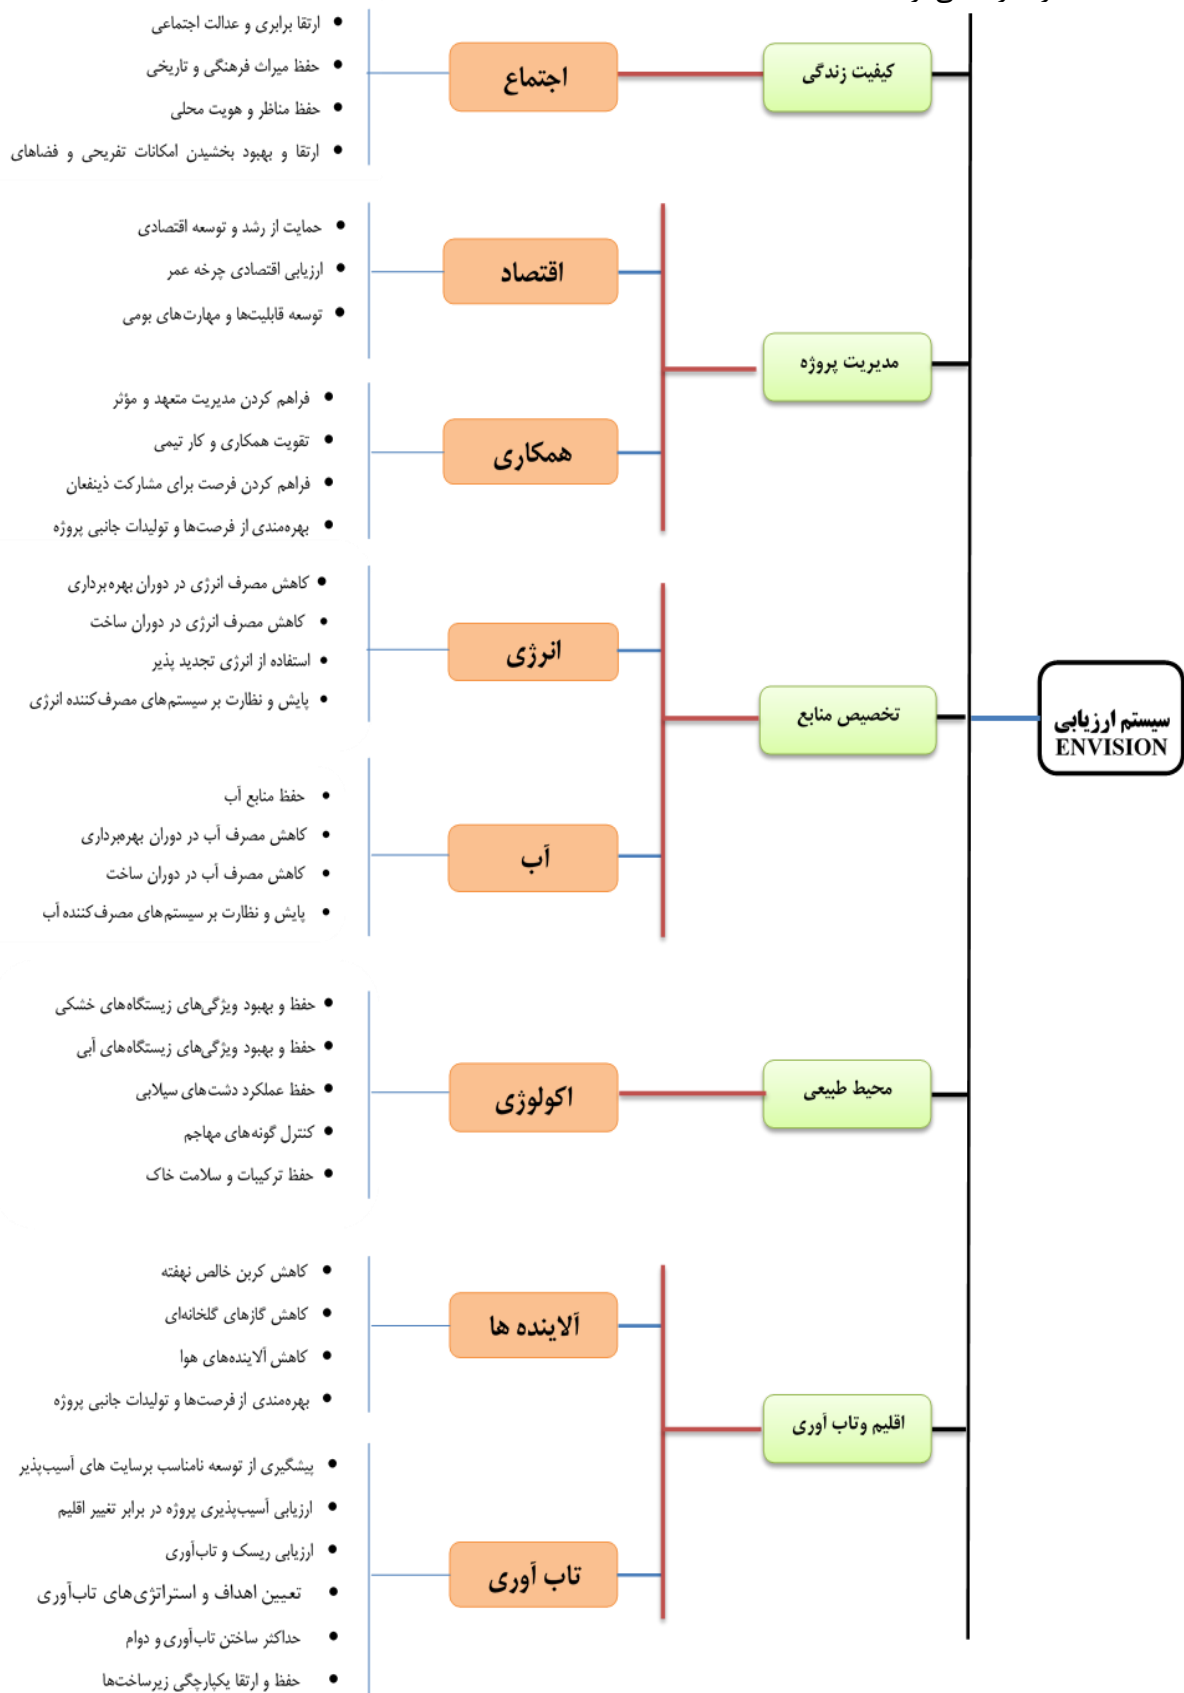 سیستم ارزیابی
ENVISION
کیفیت زندگی
اجتماع
ارتقا برابری و عدالت اجتماعی
حفظ میراث فرهنگی و تاریخی
حفظ مناظر و هویت محلی
ارتقا و بهبود بخشیدن امکانات تفریحی و فضاهای
مدیریت پروژه
اقتصاد
حمایت از رشد و توسعه اقتصادی
ارزیابی اقتصادی چرخه عمر
توسعه قابلیت‌ها و مهارت‌های بومی
همکاری
فراهم کردن مدیریت متعهد و مؤثر
تقویت همکاری و کار تیمی
فراهم کردن فرصت برای مشارکت ذینفعان
بهره‌مندی از فرصت‌ها و تولیدات جانبی پروژه
تخصیص منابع
انرژی
کاهش مصرف انرژی در دوران بهره‌برداری
کاهش مصرف انرژی در دوران ساخت
استفاده از انرژی تجدید پذیر
پایش و نظارت بر سیستم‌های مصرف‌کننده انرژی
آب
حفظ منابع آب
کاهش مصرف آب در دوران بهره‌برداری
کاهش مصرف آب در دوران ساخت
پایش و نظارت بر سیستم‌های مصرف‌کننده آب
محیط طبیعی
اکولوژی
حفظ و بهبود ویژگی‌های زیستگاه‌های خشکی
حفظ و بهبود ویژگی‌های زیستگاه‌های آبی
حفظ عملکرد دشت‌های سیلابی
کنترل گونه‌های مهاجم
حفظ ترکیبات و سلامت خاک
اقلیم وتاب آوری
آلاینده ها
کاهش کربن خالص نهفته
کاهش گازهای گلخانه‌ای
کاهش آلاینده‌های هوا
بهره‌مندی از فرصت‌ها و تولیدات جانبی پروژه
تاب آوری
پیشگیری از توسعه نامناسب برسایت های آسیب‌پذیر
ارزیابی آسیب‌پذیری پروژه در برابر تغییر اقلیم
ارزیابی ریسک و تاب‌آوری
تعیین اهداف و استراتژی‌های تاب‌آوری
حداکثر ساختن تاب‌آوری و دوام
حفظ و ارتقا یکپارچگی زیرساخت‌ها